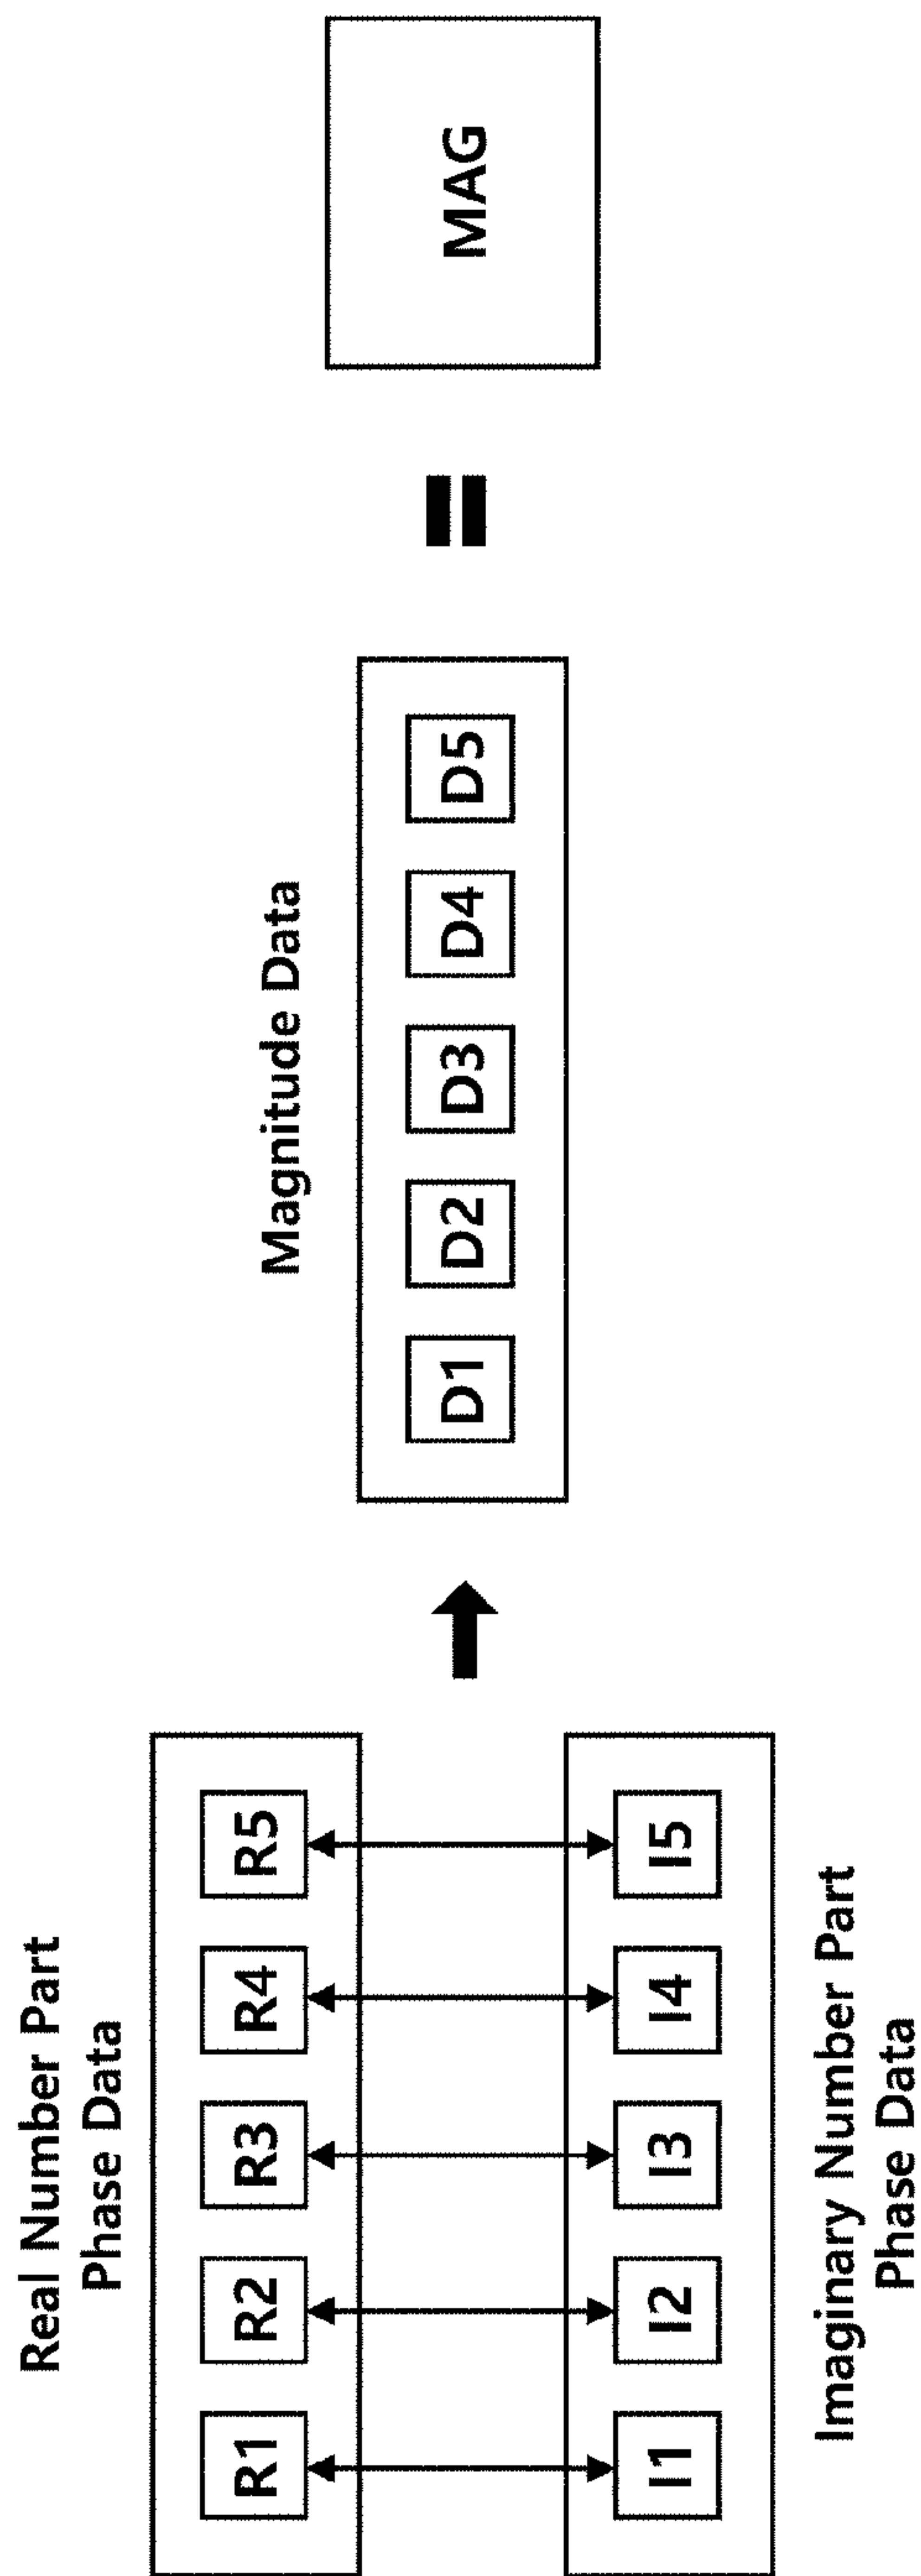 Real Number Part
Phase Data
R1 R2 R3 R4 R5
I1 I2 I3 I4 I5
Imaginary Number Part
Phase Data
Magnitude Data
D1 D2 D3 D4 D5
MAG